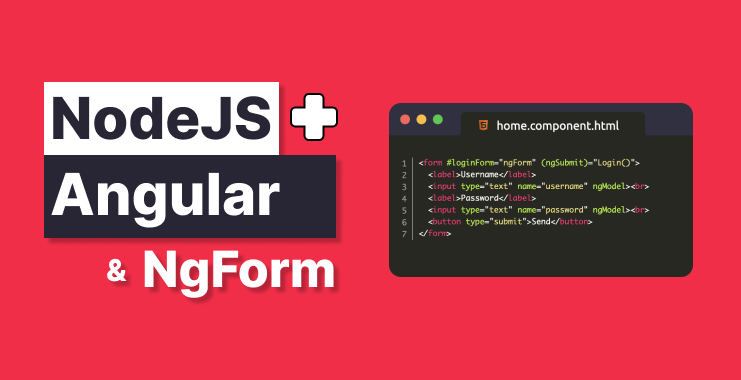 NodeJS
Angular
& NgForm
home.component.html
1 <form #loginForm="ngForm" (ngSubmit)="Login()">
2 <label>Username</label>
3 <input type="text" name="username" ngModel><br>
4 <label>Password</label>
5 <input type="text" name="password" ngModel><br>
6 <button type="submit">Send</button>
7 </form>